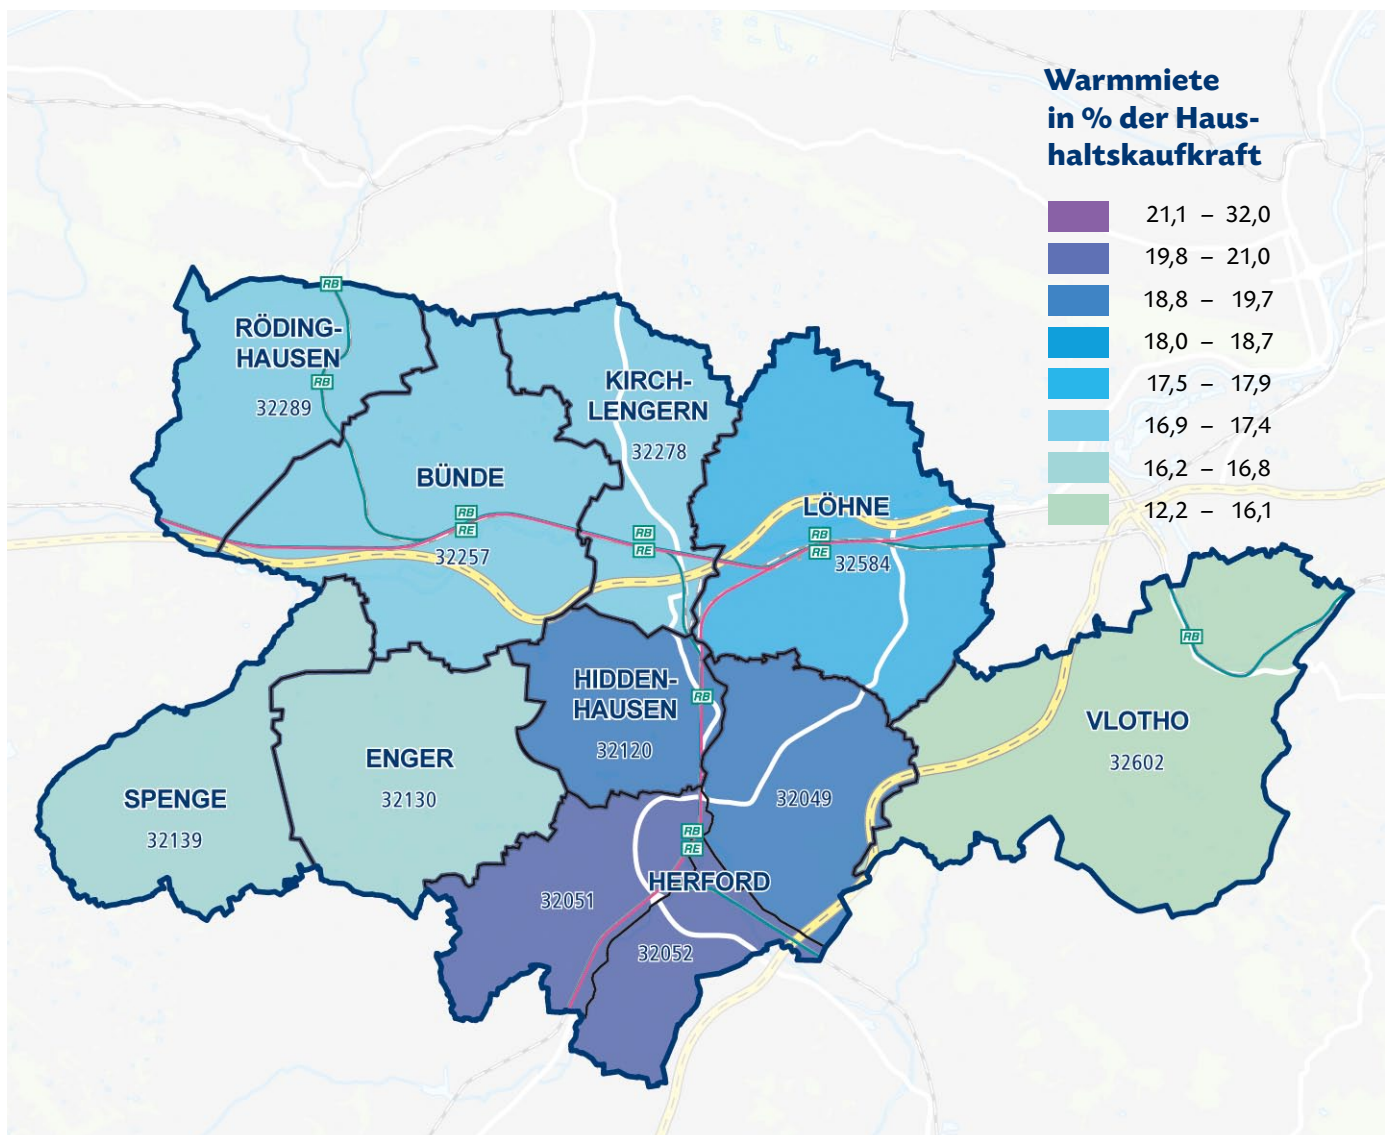 Warmmiete
in % der Haus-
haltskaufkraft
21,1 – 32,0
19,8 – 21,0
18,8 – 19,7
18,0 – 18,7
17,5 – 17,9
16,9 – 17,4
16,2 – 16,8
12,2 – 16,1
RB
RÖDING-
HAUSEN
RB
32289
KIRCH-
LENGERN
32278
BÜNDE
RB
RE
32257
RB
RE
LÖHNE
RB
RE
32584
HIDDEN-
HAUSEN
32120
RB
RB
VLOTHO
32602
ENGER
32130
SPENGE
32139
32049
RB
RE
HERFORD
32051
32052